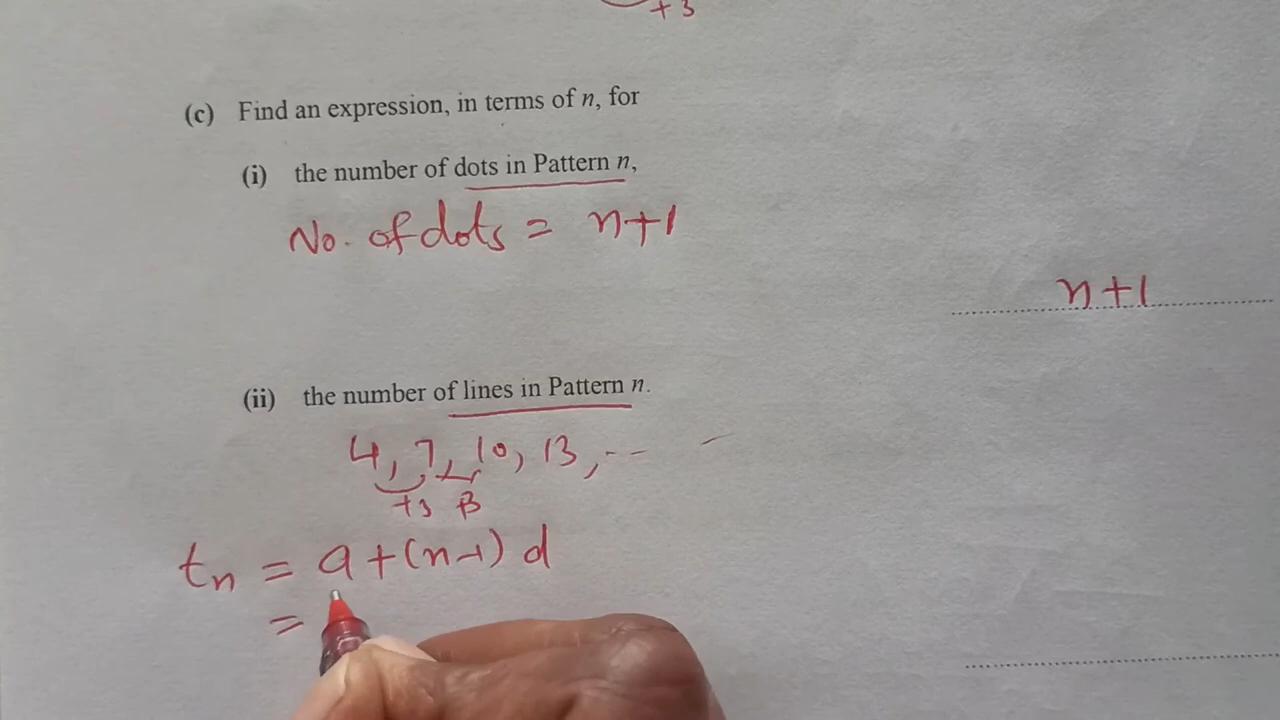 +3
(c) Find an expression, in terms of n, for
(i) the number of dots in Pattern n,
No. of dots = n+1
n+1
(ii) the number of lines in Pattern n.
4, 7, 10, 13, ---
+3
tn = a+(n-1) d
=